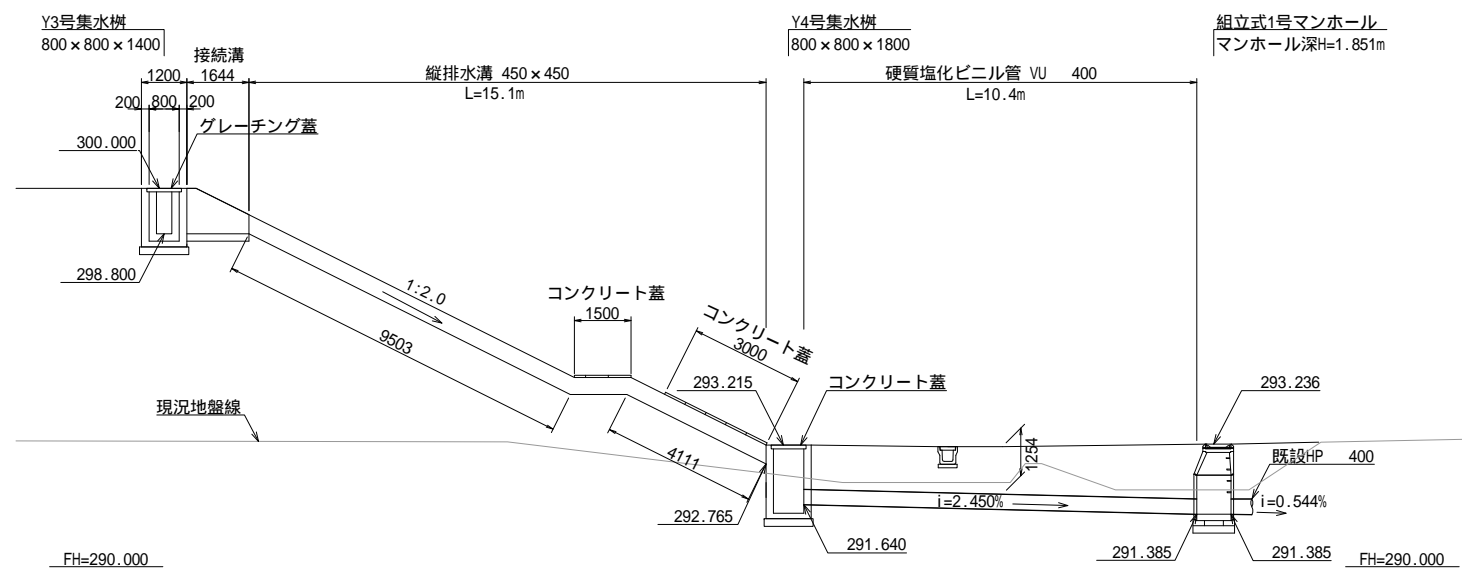 Y3号集水桝
800×800×1400
Y4号集水桝
800×800×1800
組立式1号マンホール
マンホール深H=1.851m
接続溝
1200
1644
縦排水溝 450×450
L=15.1m
硬質塩化ビニル管 VU 400
L=10.4m
200
800
200
グレーチング蓋
300.000
298.800
1:2.0
9503
コンクリート蓋
1500
コンクリート蓋
3000
293.215
コンクリート蓋
293.236
現況地盤線
4111
1254
既設HP 400
i=2.450%
i=0.544%
292.765
291.640
291.385
291.385
FH=290.000
FH=290.000